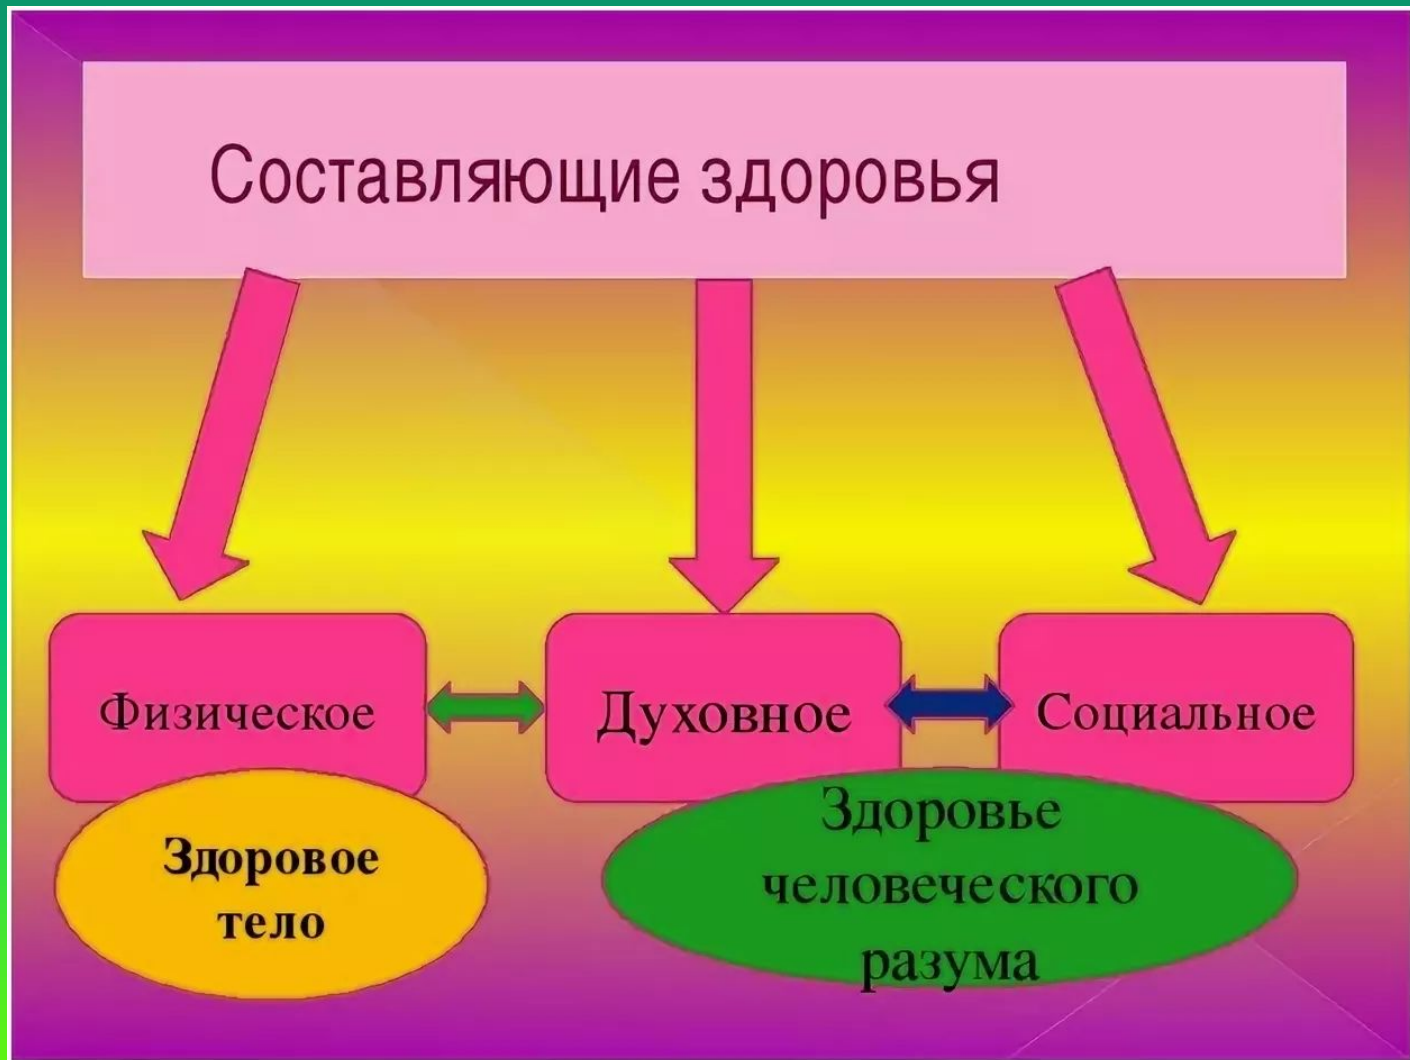 Составляющие здоровья
Физическое
Духовное
Социальное
Здоровое
тело
Здоровье
человеческого
разума